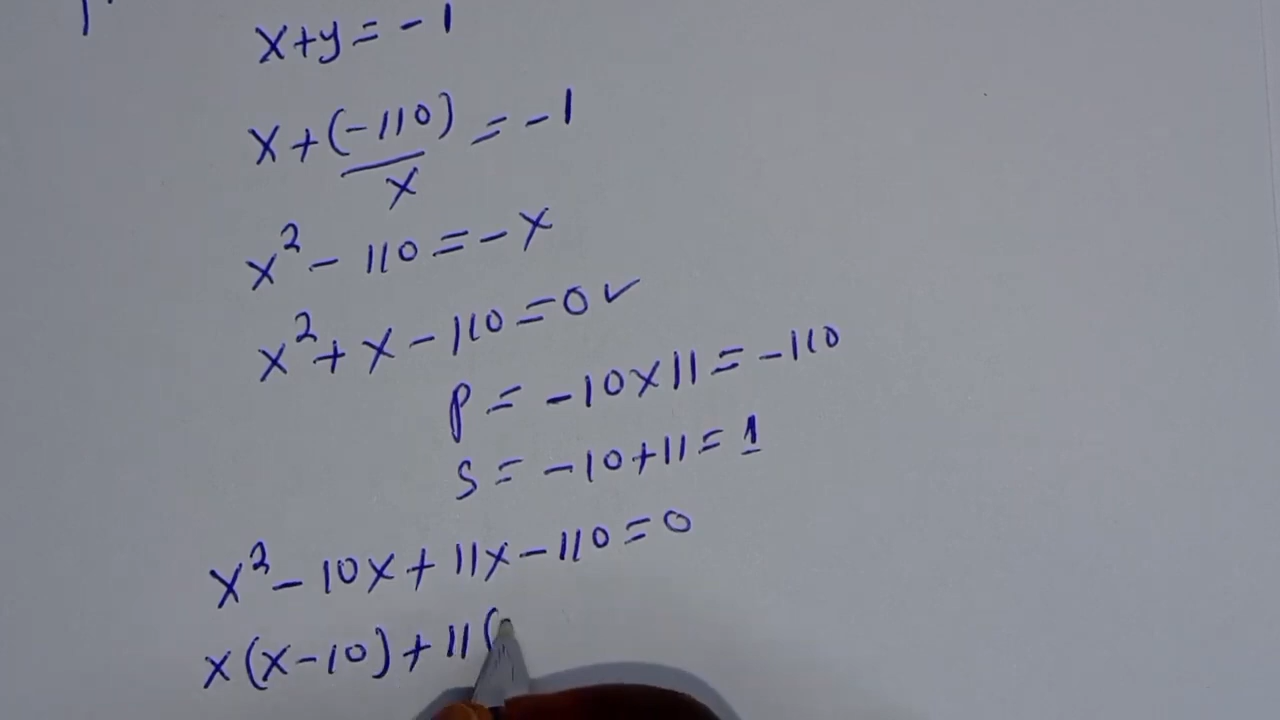 x+y=-1
x+(-110)/x=-1
x²-110=-x
x²+x-110=0✓
P=-10×11=-110
S=-10+11=1
x²-10x+11x-110=0
x(x-10)+11(